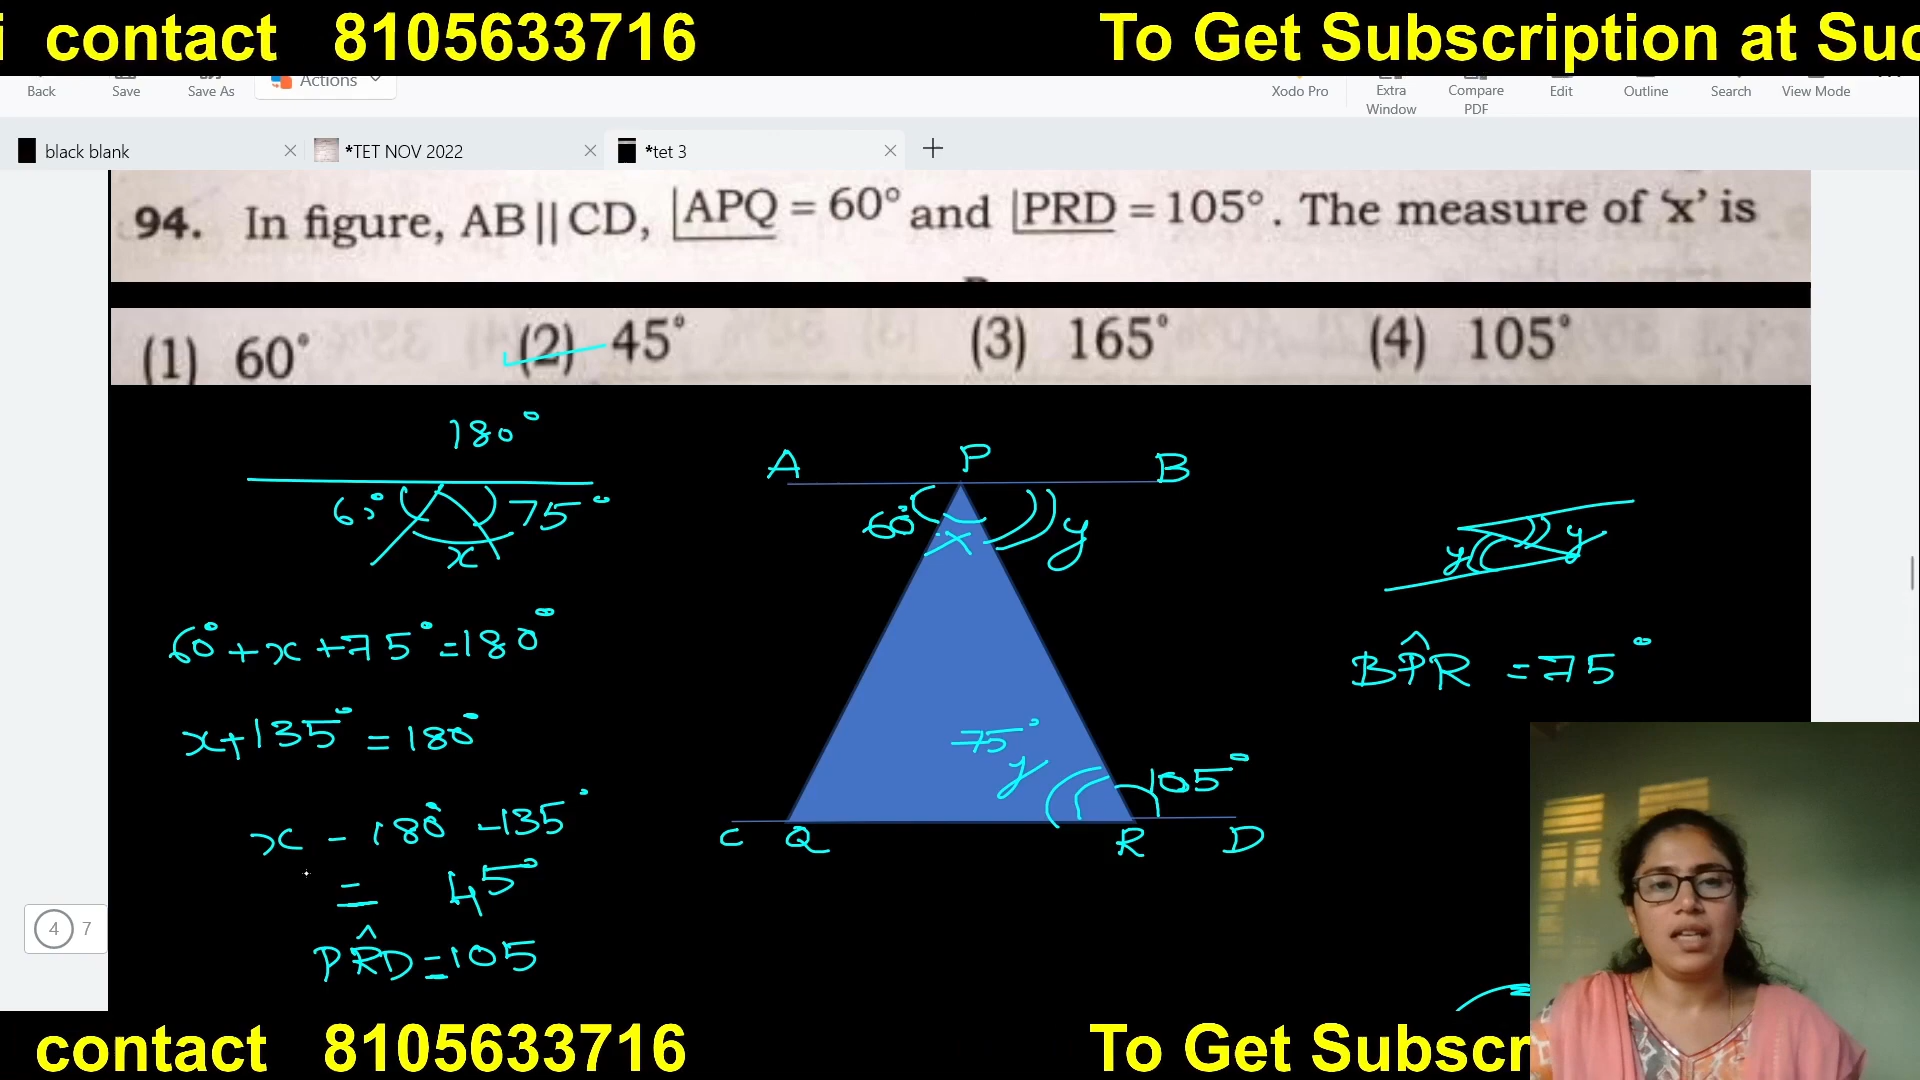 contact 8105633716 To Get Subscription at Suc
Back Save Save As Actions Xodo Pro Extra Window Compare PDF Edit Outline Search View Mode
black blank *TET NOV 2022 *tet 3
94. In figure, AB||CD, ∠APQ = 60° and ∠PRD = 105°. The measure of 'x' is
(1) 60° (2) 45° (3) 165° (4) 105°
180°
60° 75°
x
60° + x + 75° = 180°
x + 135° = 180°
x - 180° - 135°
= 45°
PR̂D = 105
A P B
60° x y
75°
y 105°
C Q R D
y y
BP̂R = 75°
4 7
contact 8105633716 To Get Subscr